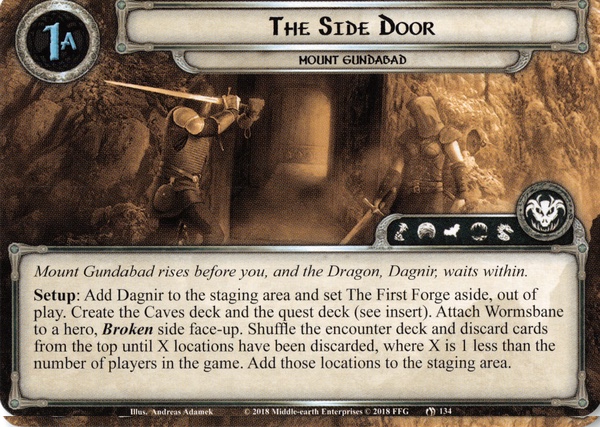 1A
The Side Door
Mount Gundabad
Mount Gundabad rises before you, and the Dragon, Dagnir, waits within.
Setup: Add Dagnir to the staging area and set The First Forge aside, out of
play. Create the Caves deck and the quest deck (see insert). Attach Wormsbane
to a hero, Broken side face-up. Shuffle the encounter deck and discard cards
from the top until X locations have been discarded, where X is 1 less than the
number of players in the game. Add those locations to the staging area.
Illus. Andreas Adamek © 2018 Middle-earth Enterprises © 2018 FFG 134